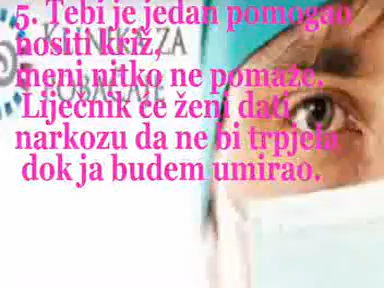 5. Tebi je jedan pomogao
nositi križ,
meni nitko ne pomaže.
Liječnik će ženi dati
narkozu da ne bi trpjela
dok ja budem umirao.
ZA